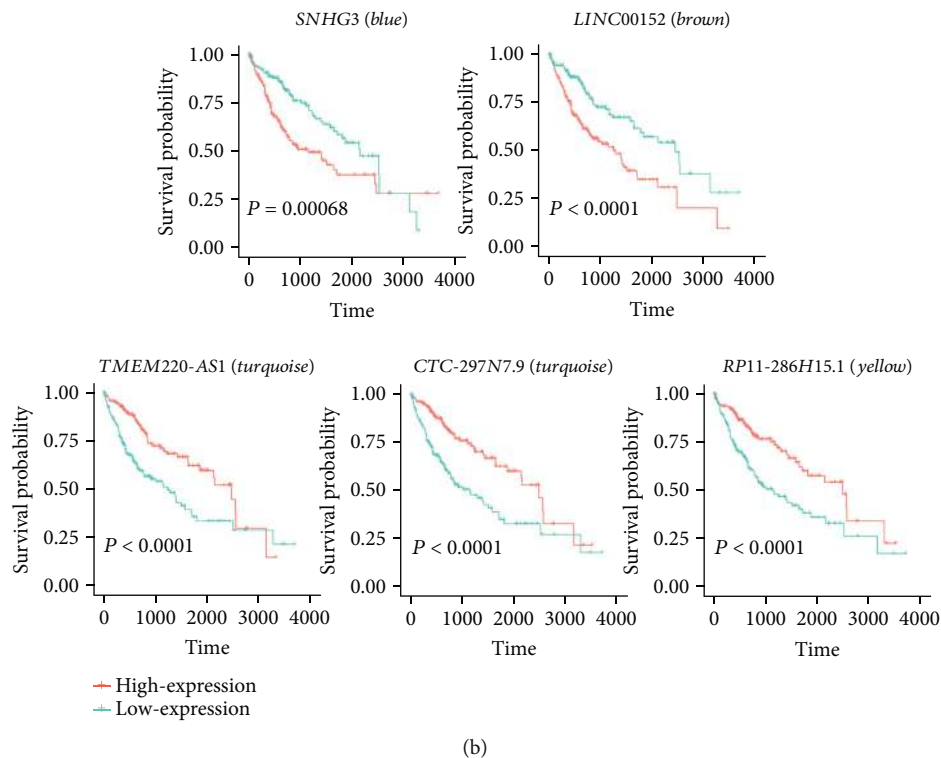 SNHG3 (blue)
LINC00152 (brown)
Survival probability
1.00
0.75
0.50
0.25
0.00
P = 0.00068
0 1000 2000 3000 4000
Time
Survival probability
1.00
0.75
0.50
0.25
0.00
P < 0.0001
0 1000 2000 3000 4000
Time
TMEM220-AS1 (turquoise)
CTC-297N7.9 (turquoise)
RP11-286H15.1 (yellow)
Survival probability
1.00
0.75
0.50
0.25
0.00
P < 0.0001
0 1000 2000 3000 4000
Time
Survival probability
1.00
0.75
0.50
0.25
0.00
P < 0.0001
0 1000 2000 3000 4000
Time
Survival probability
1.00
0.75
0.50
0.25
0.00
P < 0.0001
0 1000 2000 3000 4000
Time
High-expression
Low-expression
(b)